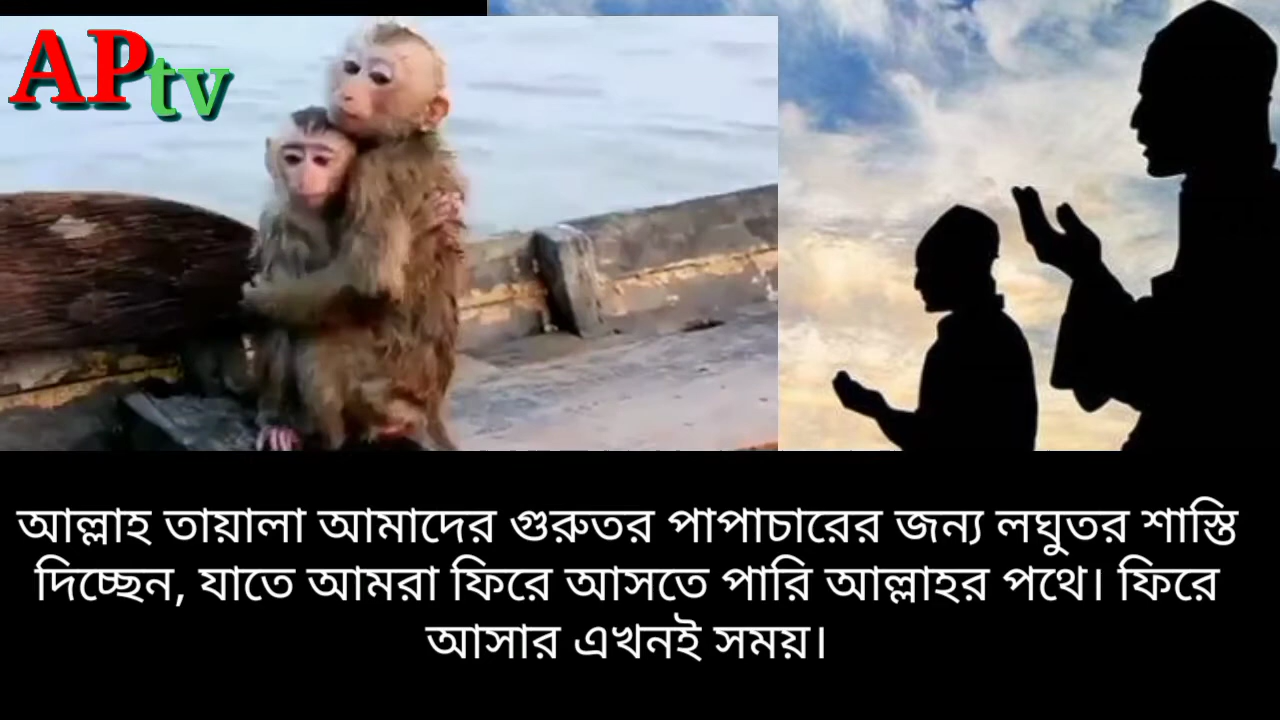 APtv
আল্লাহ তায়ালা আমাদের গুরুতর পাপাচারের জন্য লঘুতর শাস্তি
দিচ্ছেন, যাতে আমরা ফিরে আসতে পারি আল্লাহর পথে। ফিরে
আসার এখনই সময়।